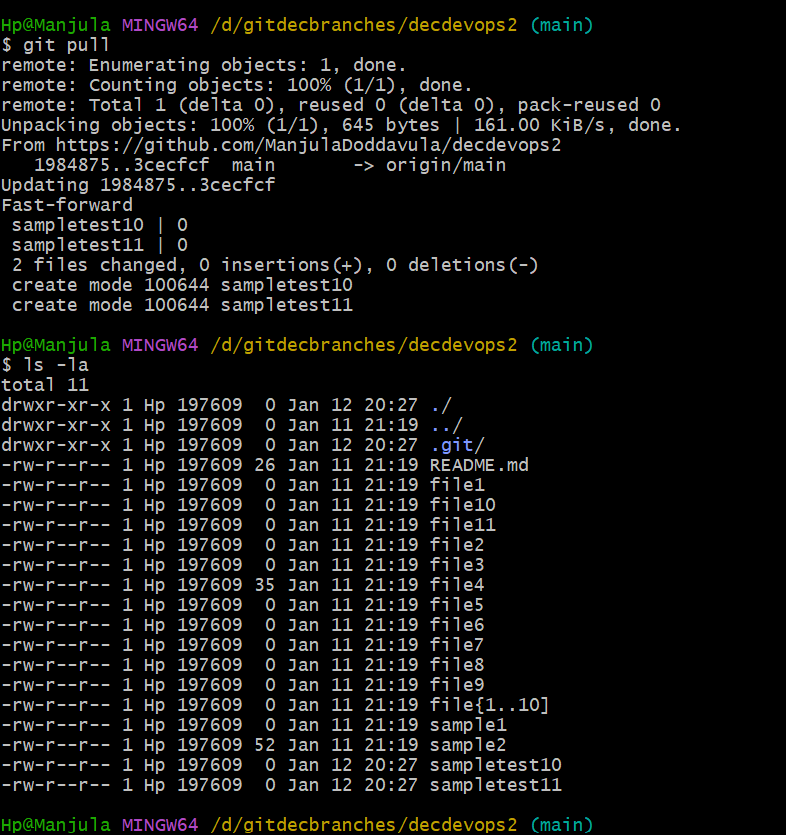 Hp@Manjula MINGW64 /d/gitdecbranches/decdevops2 (main)
$ git pull
remote: Enumerating objects: 1, done.
remote: Counting objects: 100% (1/1), done.
remote: Total 1 (delta 0), reused 0 (delta 0), pack-reused 0
Unpacking objects: 100% (1/1), 645 bytes | 161.00 KiB/s, done.
From https://github.com/ManjulaDoddavula/decdevops2
   1984875..3cecfcf  main       -> origin/main
Updating 1984875..3cecfcf
Fast-forward
 sampletest10 | 0
 sampletest11 | 0
 2 files changed, 0 insertions(+), 0 deletions(-)
 create mode 100644 sampletest10
 create mode 100644 sampletest11
Hp@Manjula MINGW64 /d/gitdecbranches/decdevops2 (main)
$ ls -la
total 11
drwxr-xr-x 1 Hp 197609  0 Jan 12 20:27 ./
drwxr-xr-x 1 Hp 197609  0 Jan 11 21:19 ../
drwxr-xr-x 1 Hp 197609  0 Jan 12 20:27 .git/
-rw-r--r-- 1 Hp 197609 26 Jan 11 21:19 README.md
-rw-r--r-- 1 Hp 197609  0 Jan 11 21:19 file1
-rw-r--r-- 1 Hp 197609  0 Jan 11 21:19 file10
-rw-r--r-- 1 Hp 197609  0 Jan 11 21:19 file11
-rw-r--r-- 1 Hp 197609  0 Jan 11 21:19 file2
-rw-r--r-- 1 Hp 197609  0 Jan 11 21:19 file3
-rw-r--r-- 1 Hp 197609 35 Jan 11 21:19 file4
-rw-r--r-- 1 Hp 197609  0 Jan 11 21:19 file5
-rw-r--r-- 1 Hp 197609  0 Jan 11 21:19 file6
-rw-r--r-- 1 Hp 197609  0 Jan 11 21:19 file7
-rw-r--r-- 1 Hp 197609  0 Jan 11 21:19 file8
-rw-r--r-- 1 Hp 197609  0 Jan 11 21:19 file9
-rw-r--r-- 1 Hp 197609  0 Jan 11 21:19 file{1..10]
-rw-r--r-- 1 Hp 197609  0 Jan 11 21:19 sample1
-rw-r--r-- 1 Hp 197609 52 Jan 11 21:19 sample2
-rw-r--r-- 1 Hp 197609  0 Jan 12 20:27 sampletest10
-rw-r--r-- 1 Hp 197609  0 Jan 12 20:27 sampletest11
Hp@Manjula MINGW64 /d/gitdecbranches/decdevops2 (main)